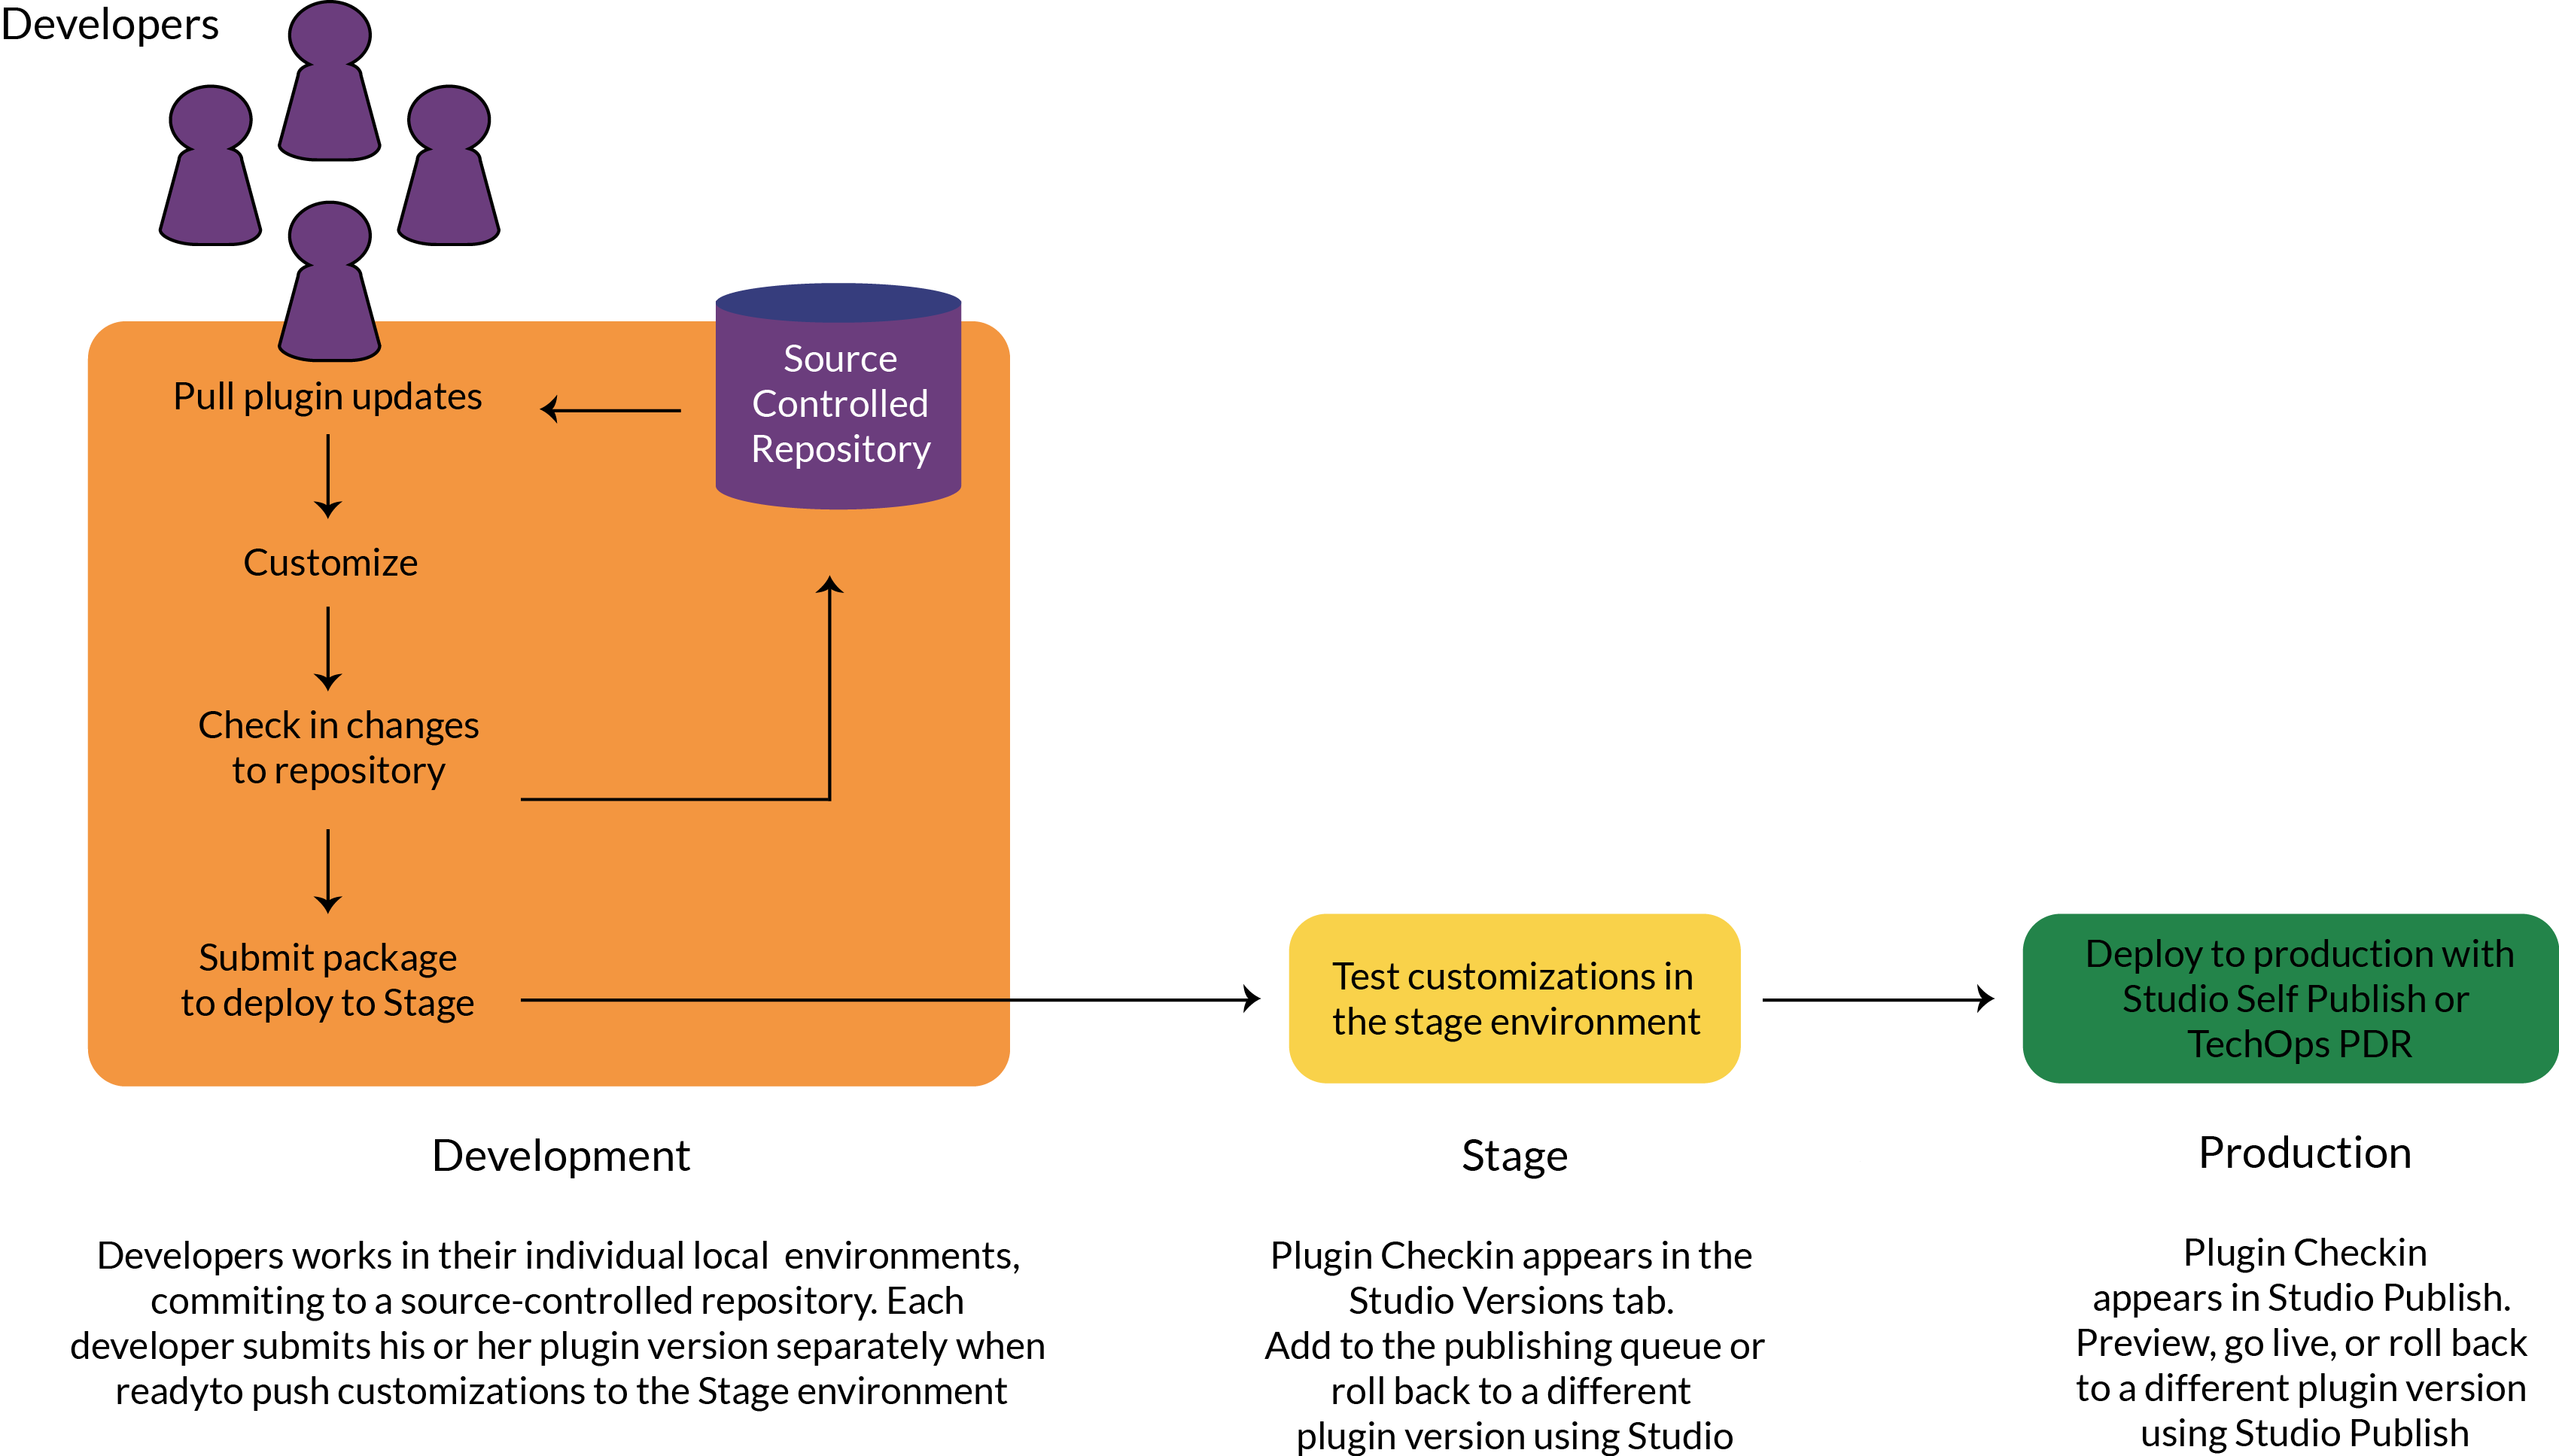 Developers
Source
Controlled
Repository
Pull plugin updates
Customize
Check in changes
to repository
Submit package
to deploy to Stage
Test customizations in
the stage environment
Deploy to production with
Studio Self Publish or
TechOps PDR
Development
Developers works in their individual local  environments,
commiting to a source-controlled repository. Each
developer submits his or her plugin version separately when
readyto push customizations to the Stage environment
Stage
Plugin Checkin appears in the
Studio Versions tab.
Add to the publishing queue or
roll back to a different
plugin version using Studio
Production
Plugin Checkin
appears in Studio Publish.
Preview, go live, or roll back
to a different plugin version
using Studio Publish